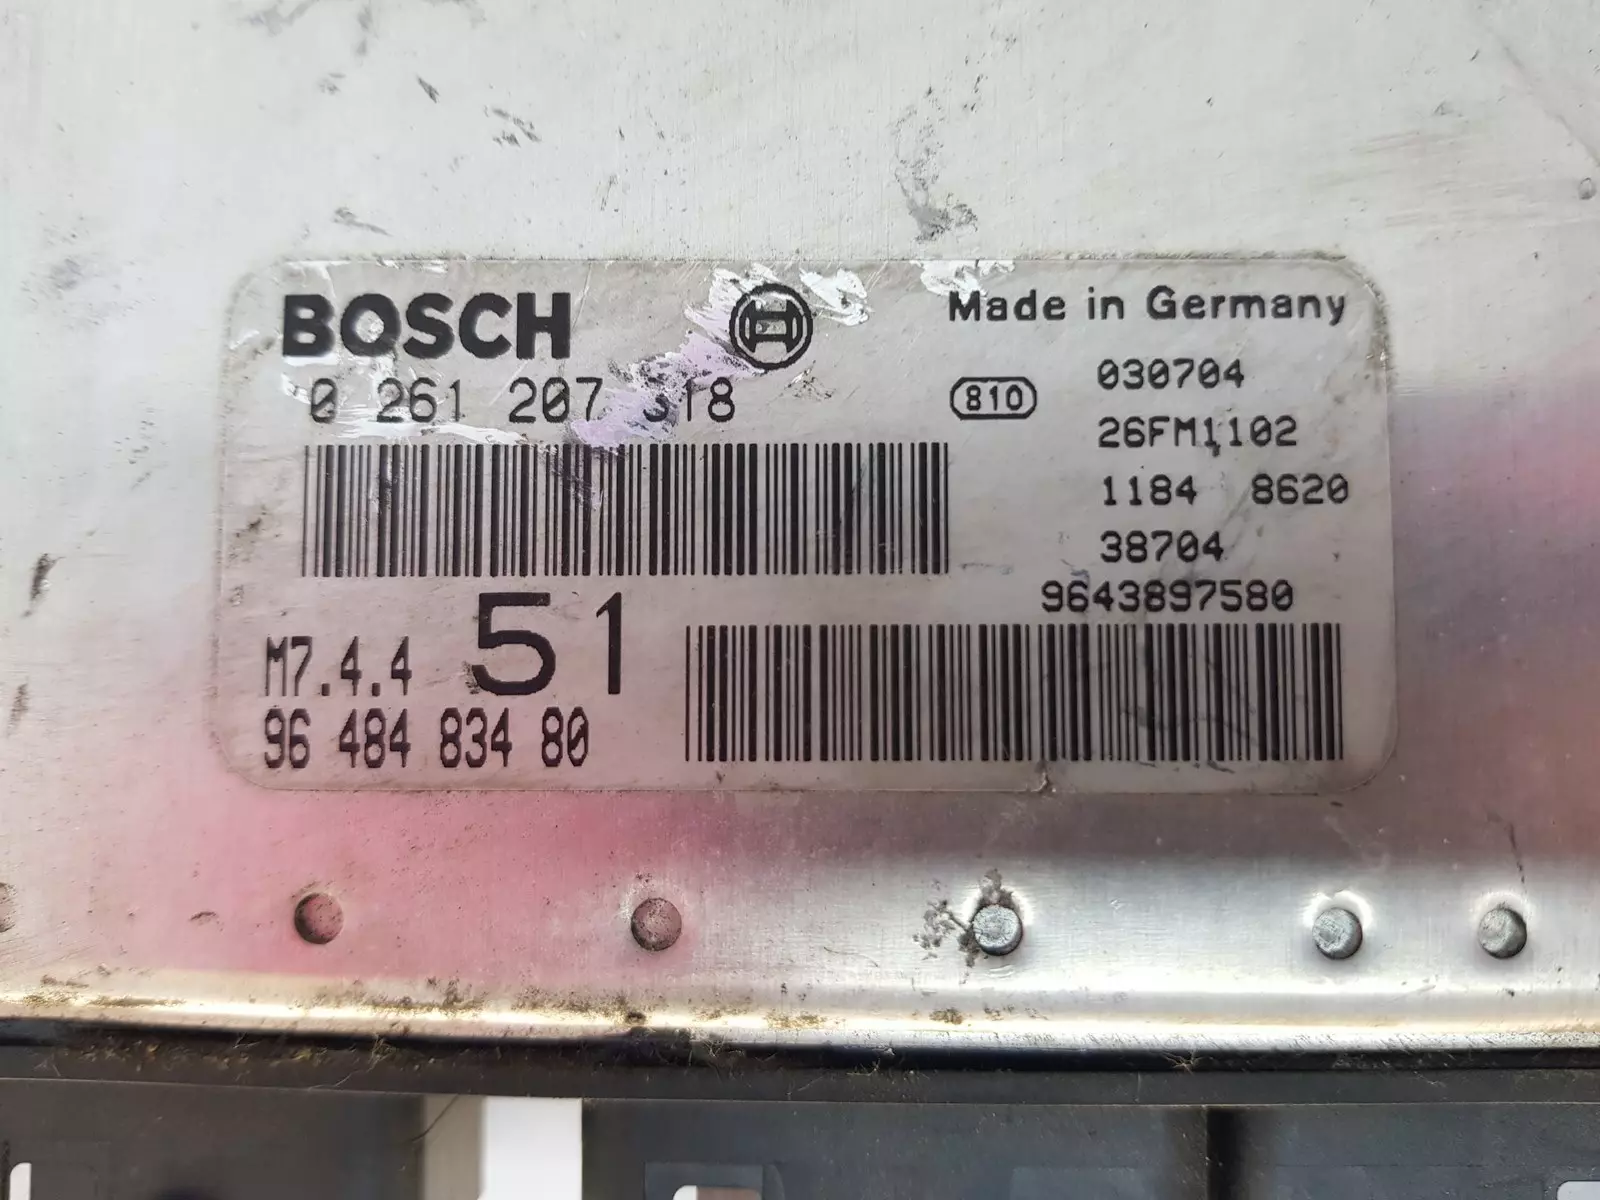 BOSCH
0 261 207 318
Made in Germany
810
030704
26FM1102
1184 8620
38704
9643897580
M7.4.4 51
96 484 834 80